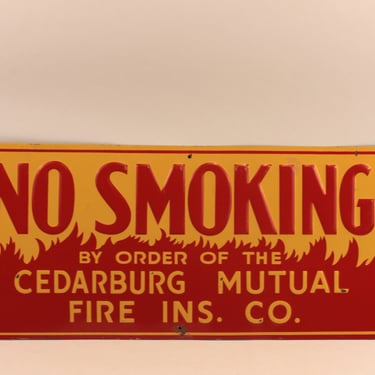 NO SMOKING
BY ORDER OF THE
CEDARBURG MUTUAL
FIRE INS. CO.